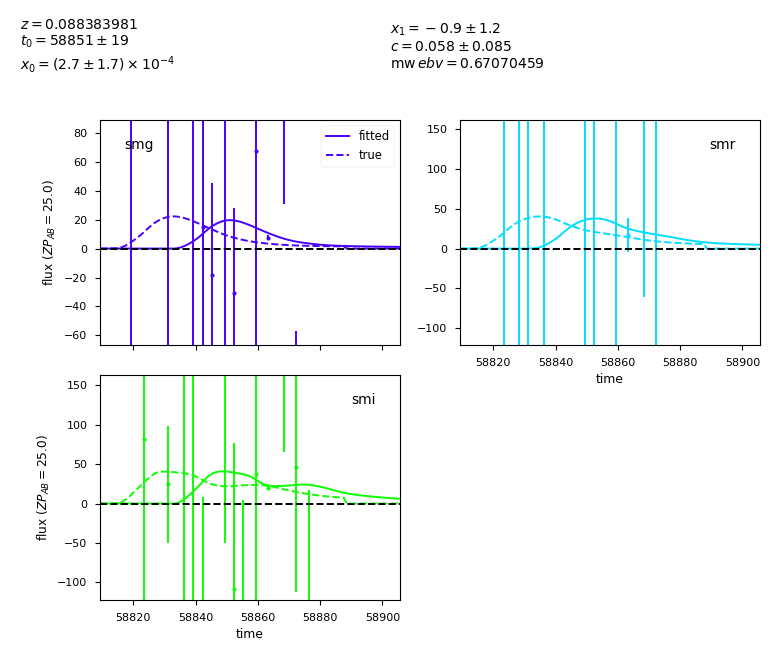 z = 0.088383981
t₀ = 58851 ± 19
x₀ = (2.7 ± 1.7) × 10⁻⁴
x₁ = −0.9 ± 1.2
c = 0.058 ± 0.085
mw ebv = 0.67070459
smg
fitted
true
80
60
40
20
0
−20
−40
−60
flux (ZP_AB = 25.0)
smr
150
100
50
0
−50
−100
58820 58840 58860 58880 58900
time
smi
150
100
50
0
−50
−100
flux (ZP_AB = 25.0)
58820 58840 58860 58880 58900
time